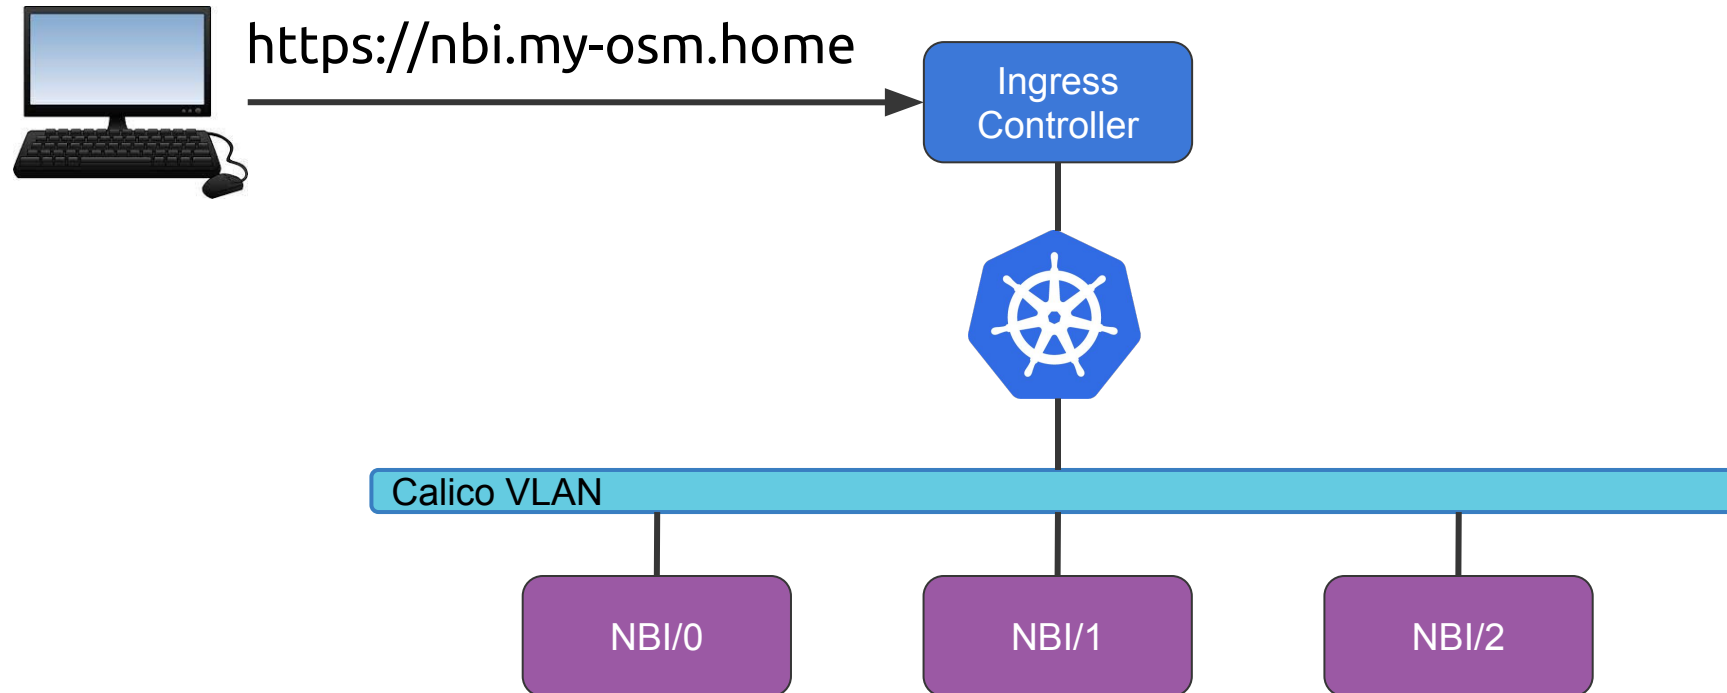 https://nbi.my-osm.home
Ingress
Controller
Calico VLAN
NBI/0
NBI/1
NBI/2